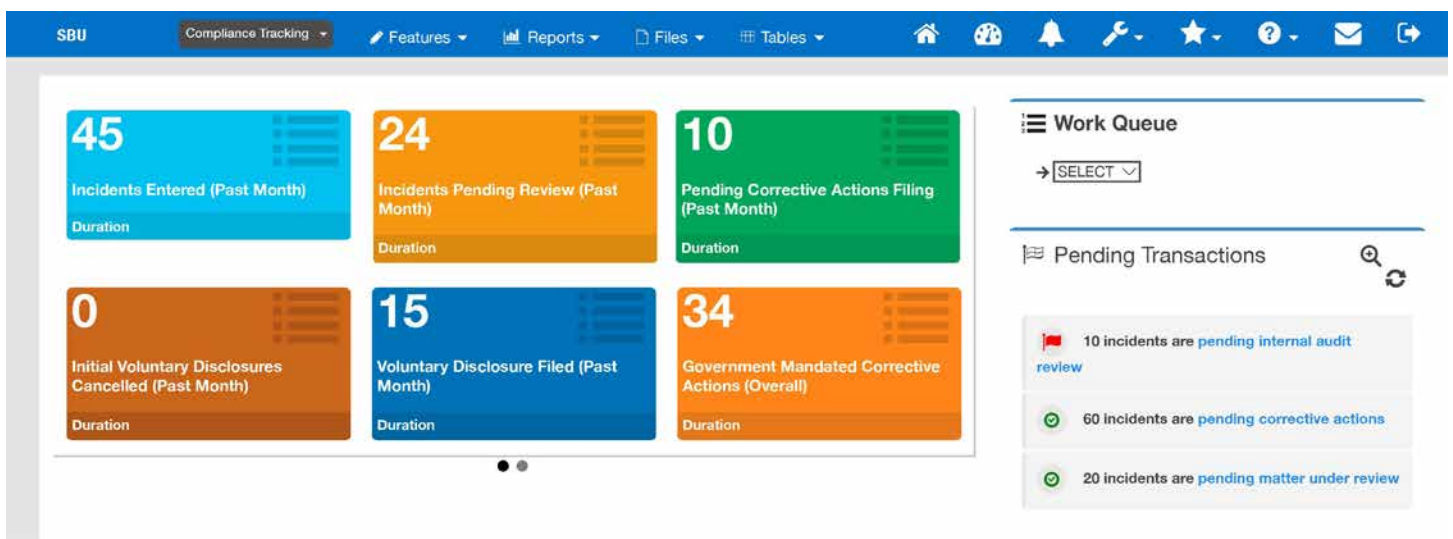 SBU
Compliance Tracking
Features
Reports
Files
Tables
45
Incidents Entered (Past Month)
Duration
24
Incidents Pending Review (Past
Month)
Duration
10
Pending Corrective Actions Filing
(Past Month)
Duration
0
Initial Voluntary Disclosures
Cancelled (Past Month)
Duration
15
Voluntary Disclosure Filed (Past
Month)
Duration
34
Government Mandated Corrective
Actions (Overall)
Duration
Work Queue
SELECT
Pending Transactions
10 incidents are pending internal audit
review
60 incidents are pending corrective actions
20 incidents are pending matter under review